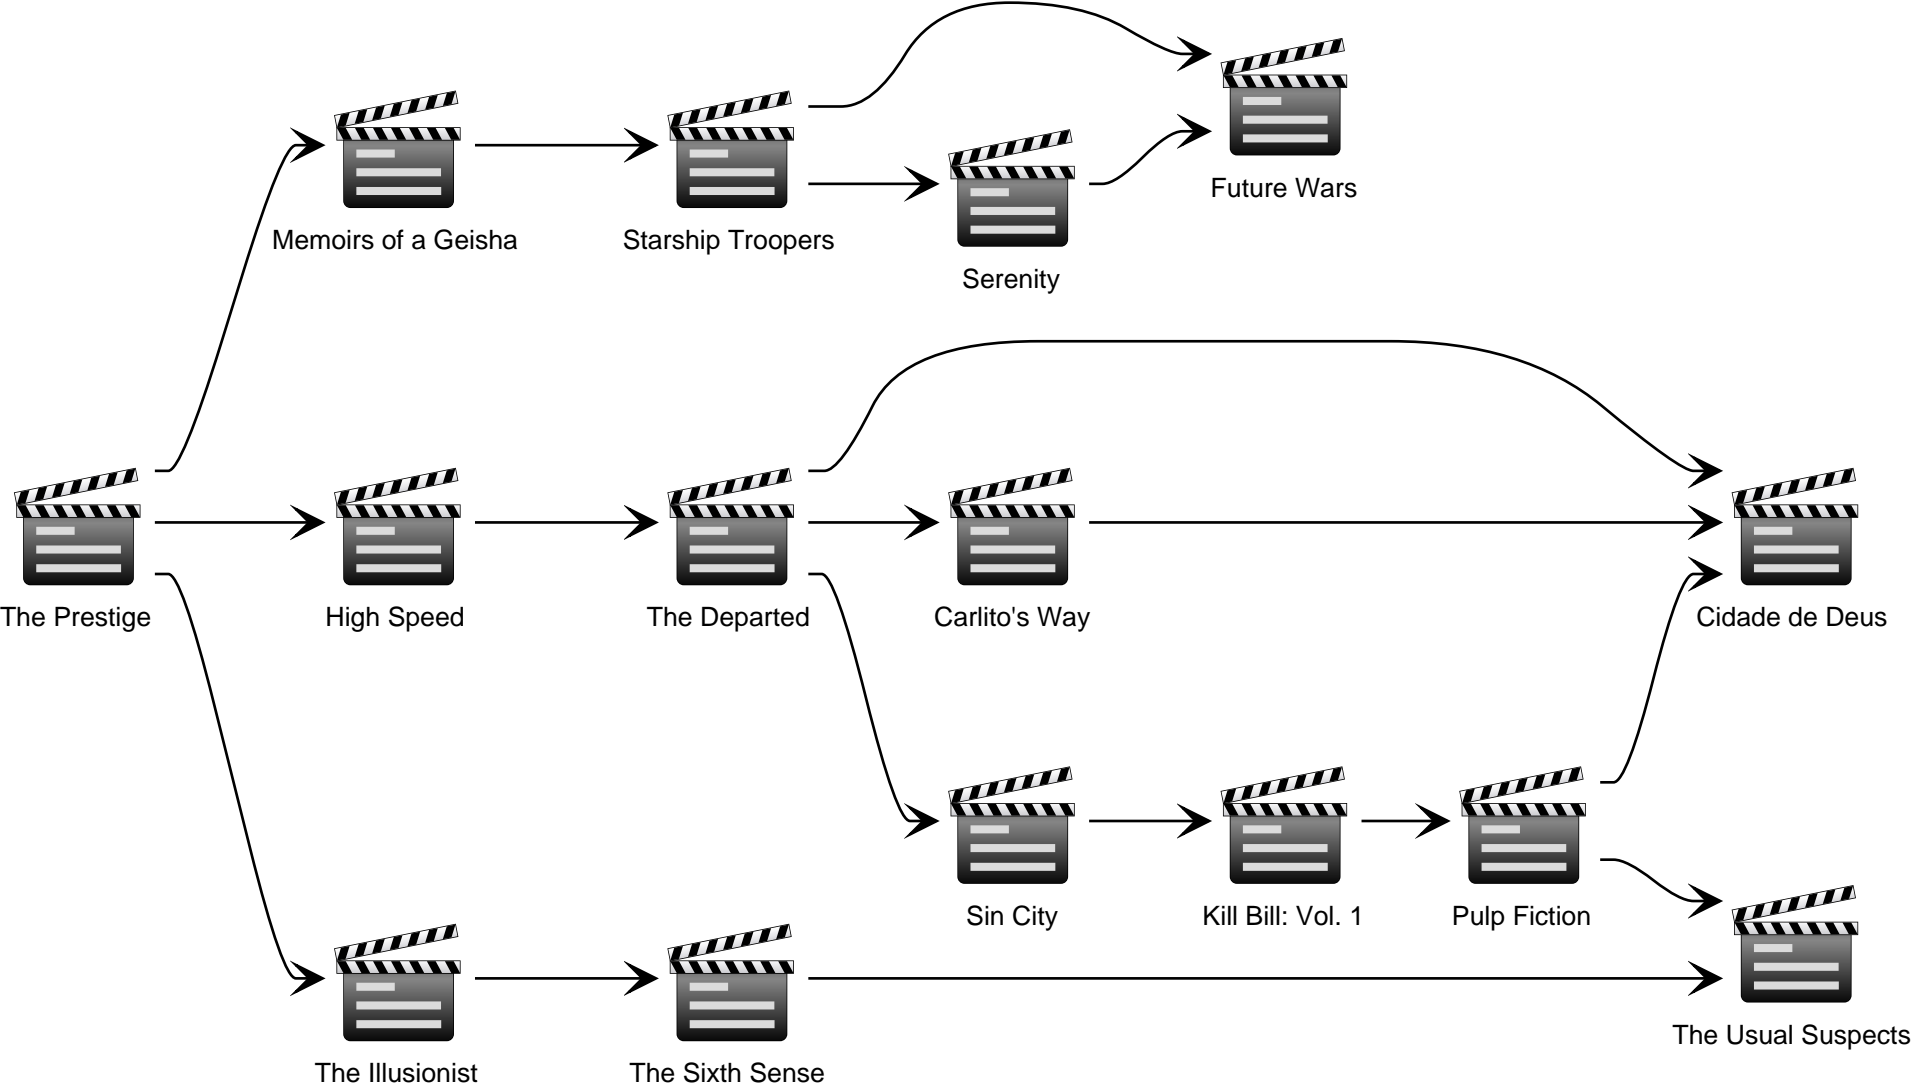 Future Wars
Memoirs of a Geisha
Starship Troopers
Serenity
The Prestige
High Speed
The Departed
Carlito's Way
Cidade de Deus
Sin City
Kill Bill: Vol. 1
Pulp Fiction
The Usual Suspects
The Illusionist
The Sixth Sense